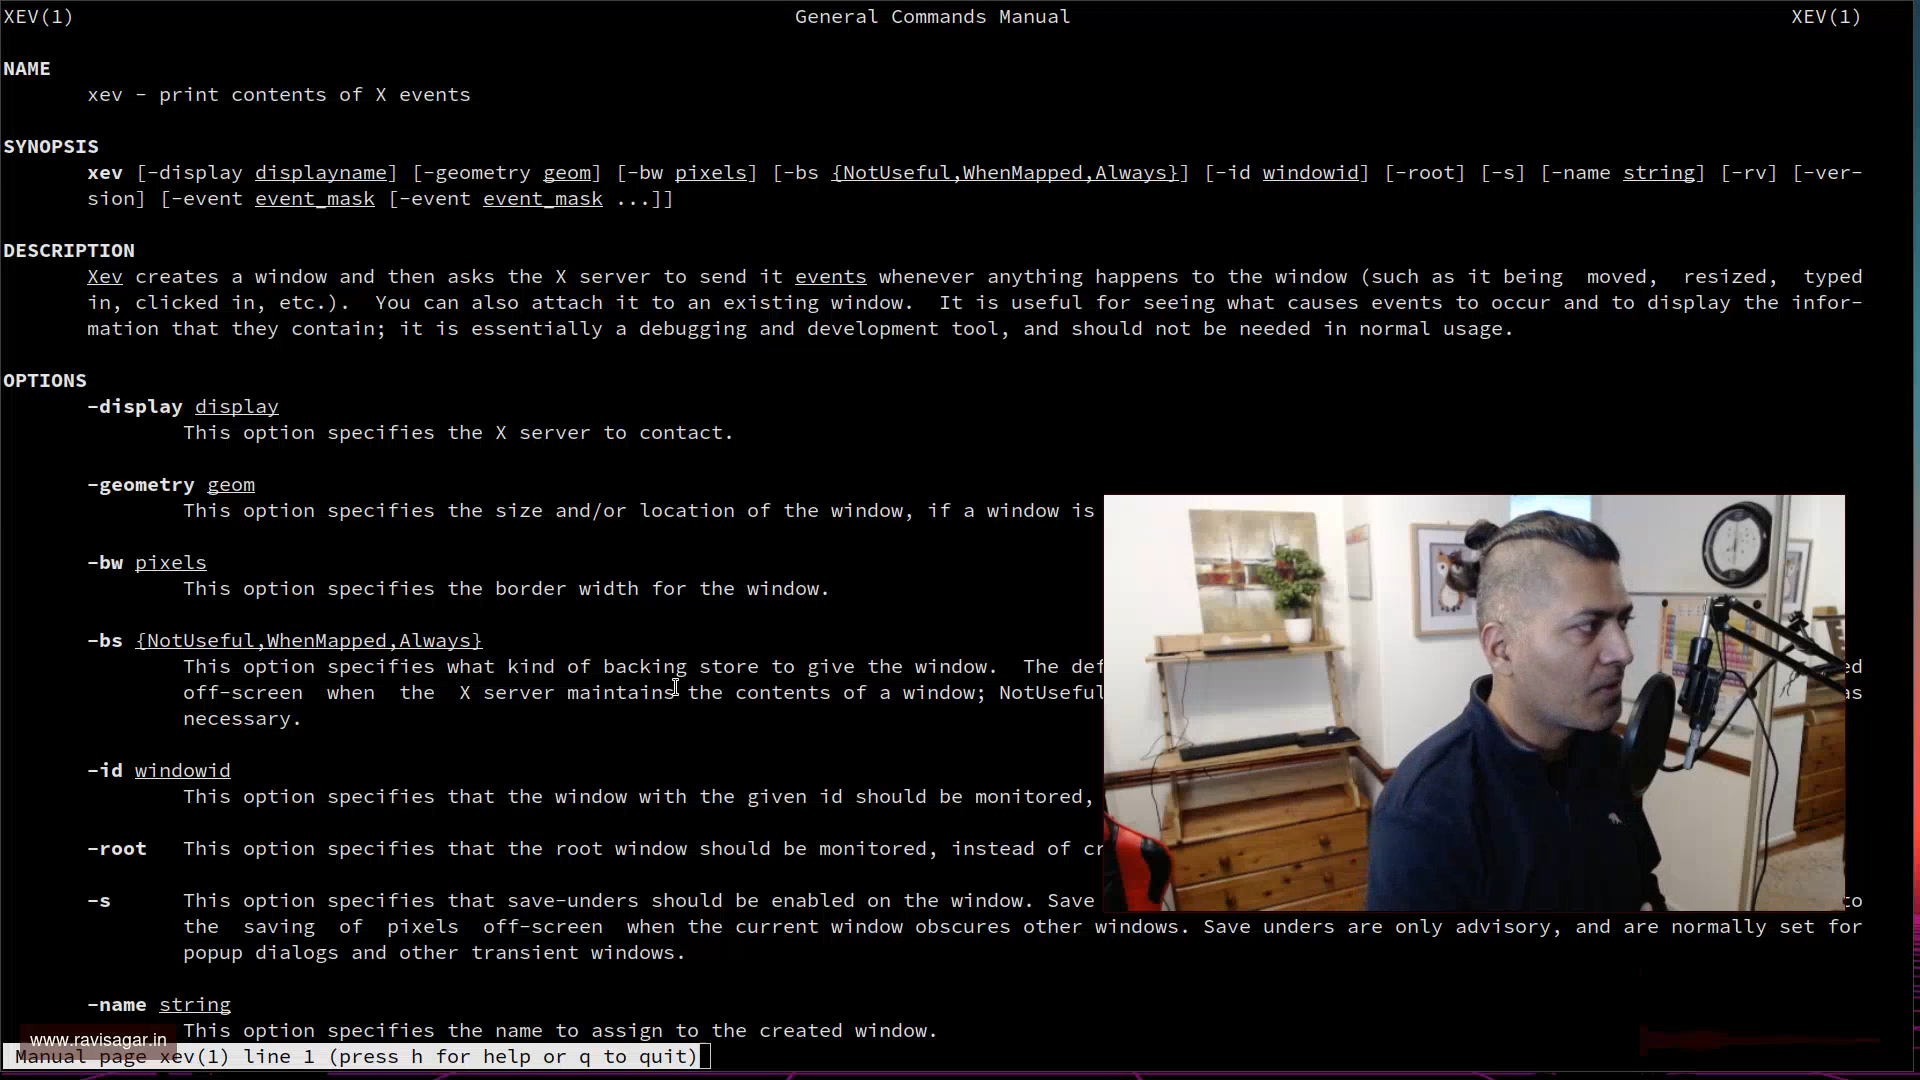 XEV(1) General Commands Manual XEV(1)
NAME
xev - print contents of X events
SYNOPSIS
xev [-display displayname] [-geometry geom] [-bw pixels] [-bs {NotUseful,WhenMapped,Always}] [-id windowid] [-root] [-s] [-name string] [-rv] [-ver-
sion] [-event event_mask [-event event_mask ...]]
DESCRIPTION
Xev creates a window and then asks the X server to send it events whenever anything happens to the window (such as it being moved, resized, typed
in, clicked in, etc.). You can also attach it to an existing window. It is useful for seeing what causes events to occur and to display the infor-
mation that they contain; it is essentially a debugging and development tool, and should not be needed in normal usage.
OPTIONS
-display display
This option specifies the X server to contact.
-geometry geom
This option specifies the size and/or location of the window, if a window is
-bw pixels
This option specifies the border width for the window.
-bs {NotUseful,WhenMapped,Always}
This option specifies what kind of backing store to give the window. The def ed
off-screen when the X server maintains the contents of a window; NotUseful as
necessary.
-id windowid
This option specifies that the window with the given id should be monitored,
-root This option specifies that the root window should be monitored, instead of cr
-s This option specifies that save-unders should be enabled on the window. Save to
the saving of pixels off-screen when the current window obscures other windows. Save unders are only advisory, and are normally set for
popup dialogs and other transient windows.
-name string
This option specifies the name to assign to the created window.
www.ravisagar.in
Manual page xev(1) line 1 (press h for help or q to quit)